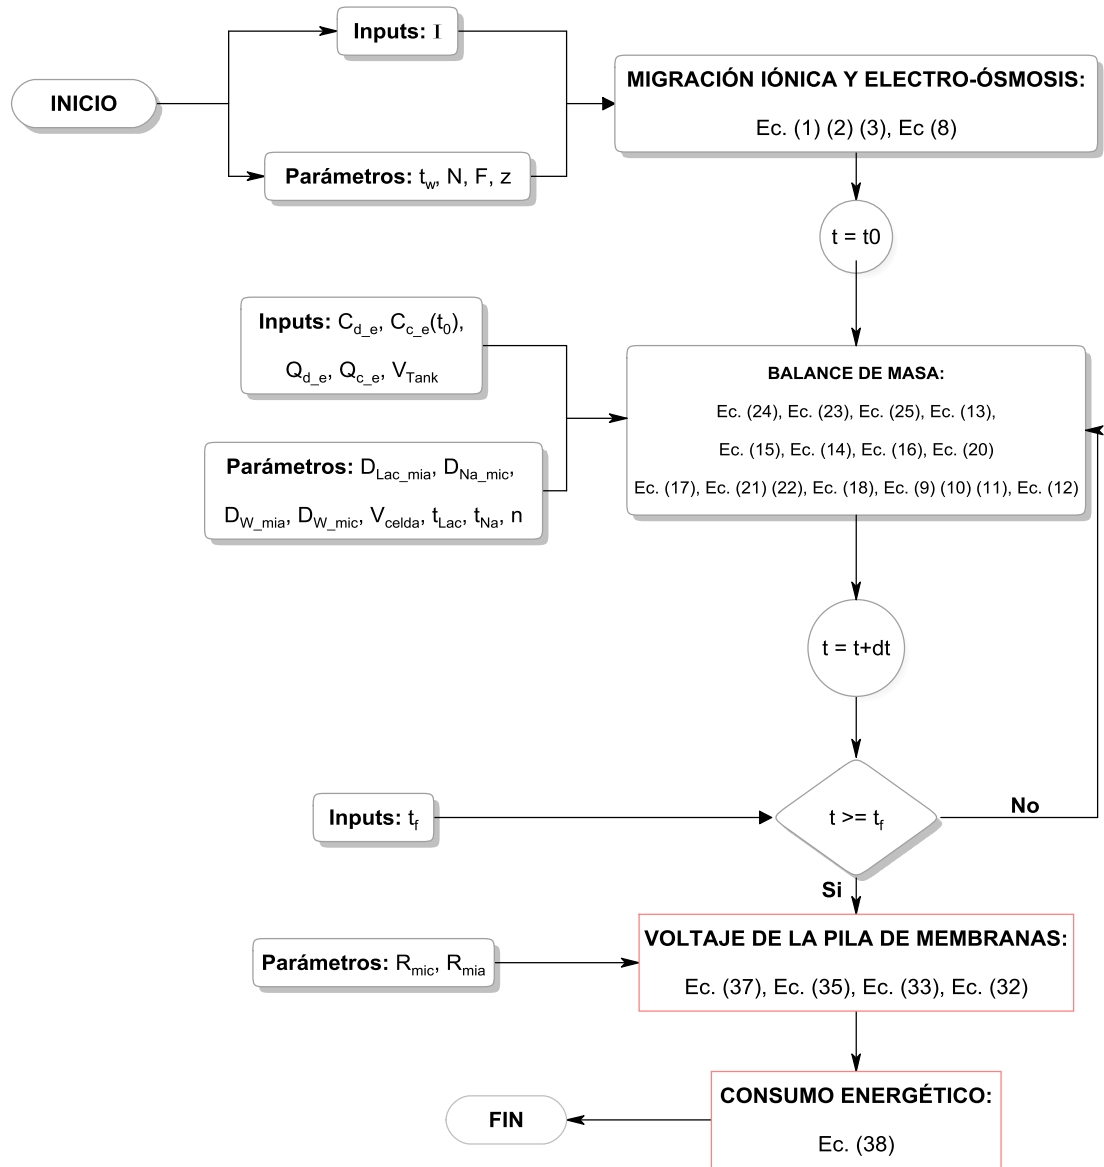 Inputs: I
INICIO
Parámetros: t_w, N, F, z
MIGRACIÓN IÓNICA Y ELECTRO-ÓSMOSIS:
Ec. (1) (2) (3), Ec (8)
t = t0
Inputs: C_d_e, C_c_e(t_0),
Q_d_e, Q_c_e, V_Tank
Parámetros: D_Lac_mia, D_Na_mic,
D_W_mia, D_W_mic, V_celda, t_Lac, t_Na, n
BALANCE DE MASA:
Ec. (24), Ec. (23), Ec. (25), Ec. (13),
Ec. (15), Ec. (14), Ec. (16), Ec. (20)
Ec. (17), Ec. (21) (22), Ec. (18), Ec. (9) (10) (11), Ec. (12)
t = t+dt
Inputs: t_f
t >= t_f
No
Si
Parámetros: R_mic, R_mia
VOLTAJE DE LA PILA DE MEMBRANAS:
Ec. (37), Ec. (35), Ec. (33), Ec. (32)
CONSUMO ENERGÉTICO:
Ec. (38)
FIN